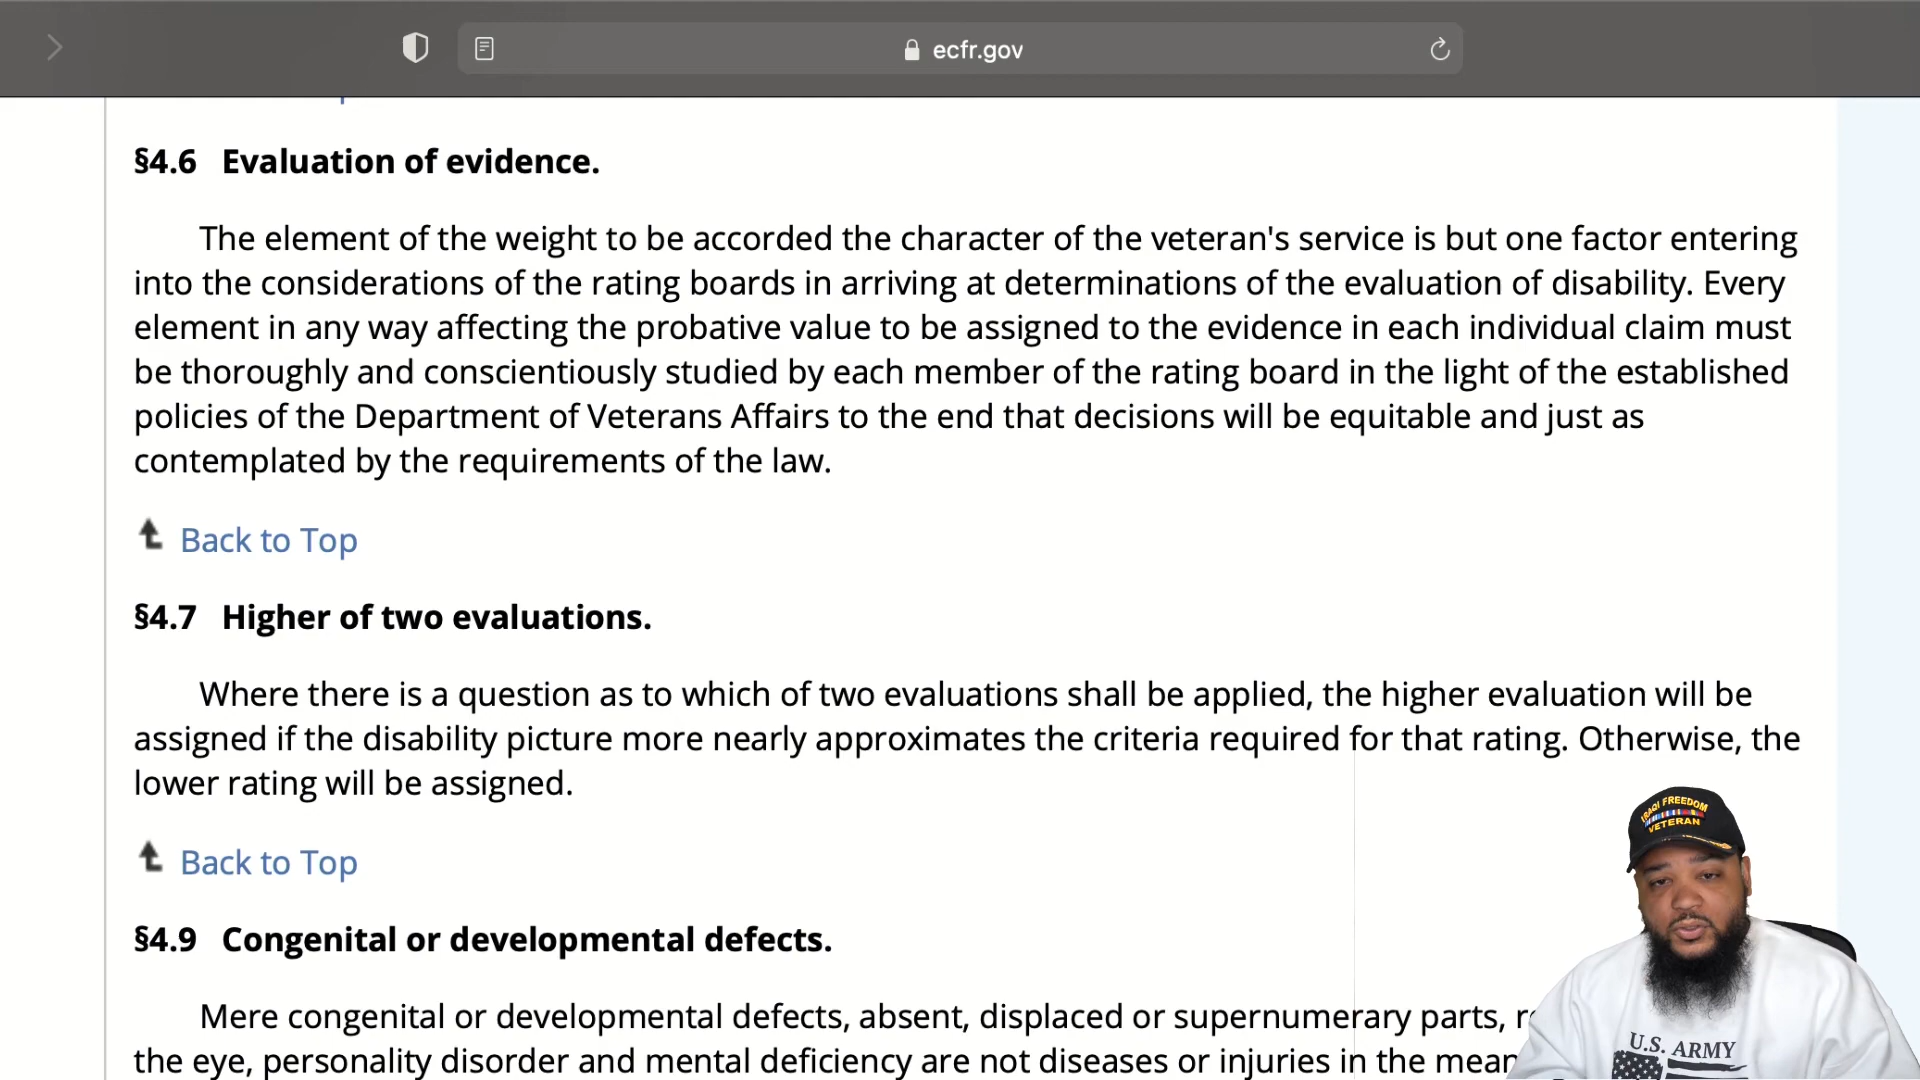 ecfr.gov
§4.6 Evaluation of evidence.
The element of the weight to be accorded the character of the veteran's service is but one factor entering
into the considerations of the rating boards in arriving at determinations of the evaluation of disability. Every
element in any way affecting the probative value to be assigned to the evidence in each individual claim must
be thoroughly and conscientiously studied by each member of the rating board in the light of the established
policies of the Department of Veterans Affairs to the end that decisions will be equitable and just as
contemplated by the requirements of the law.
Back to Top
§4.7 Higher of two evaluations.
Where there is a question as to which of two evaluations shall be applied, the higher evaluation will be
assigned if the disability picture more nearly approximates the criteria required for that rating. Otherwise, the
lower rating will be assigned.
Back to Top
IRAQI FREEDOM
VETERAN
§4.9 Congenital or developmental defects.
Mere congenital or developmental defects, absent, displaced or supernumerary parts,
the eye, personality disorder and mental deficiency are not diseases or injuries in the
U.S. ARMY